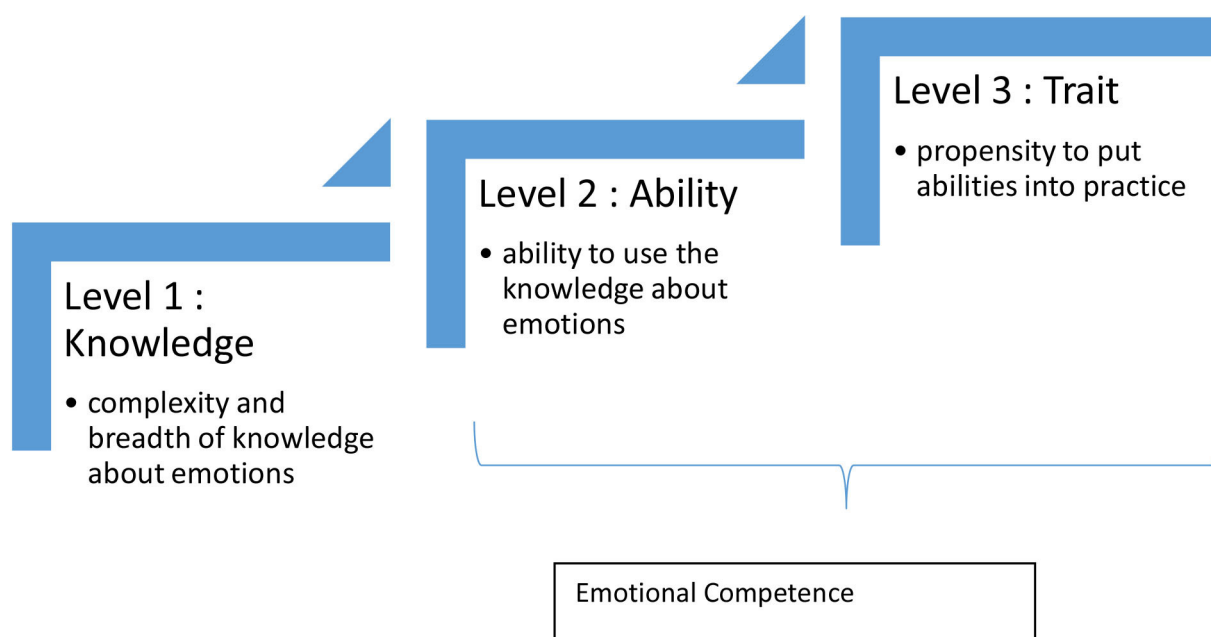 Level 1 :
Knowledge
• complexity and
breadth of knowledge
about emotions
Level 2 : Ability
• ability to use the
knowledge about
emotions
Level 3 : Trait
• propensity to put
abilities into practice
Emotional Competence